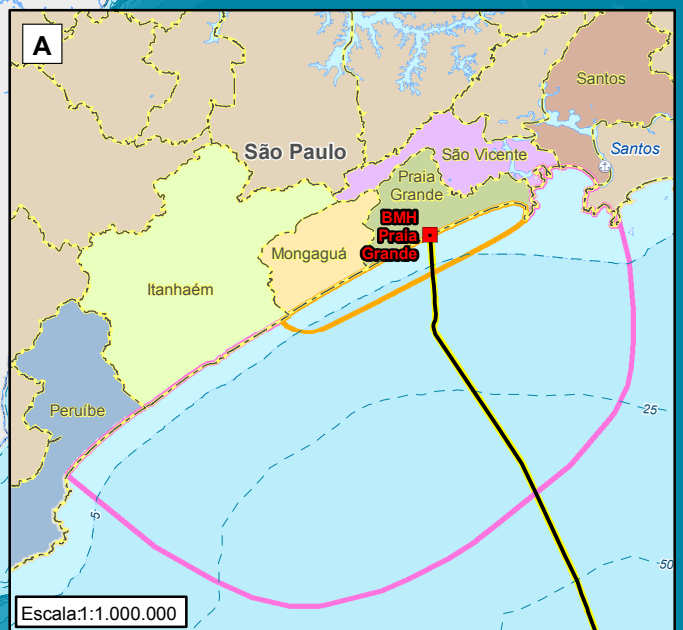 A
Santos
São Paulo
São Vicente
Santos
Praia
Grande
BMH
Praia
Grande
Mongaguá
Itanhaém
Peruíbe
25
5
-50
Escala:1:1.000.000